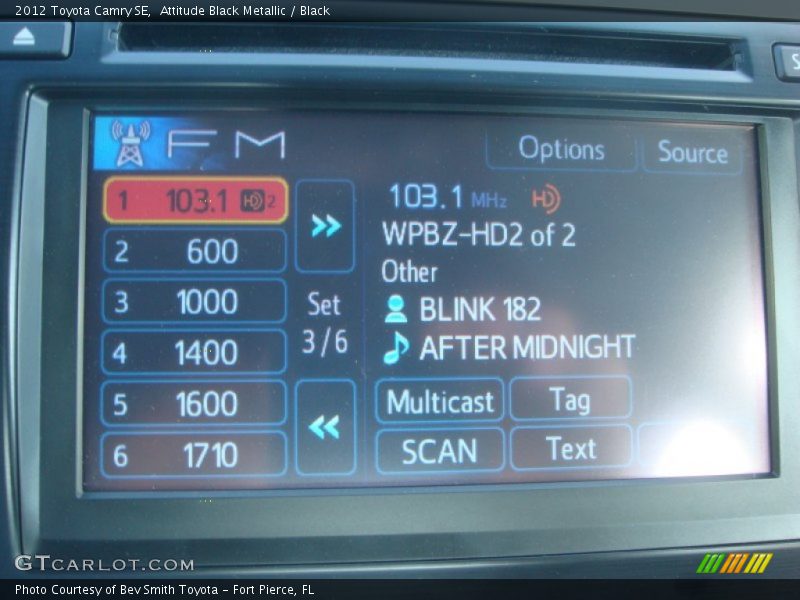 2012 Toyota Camry SE,  Attitude Black Metallic / Black
FM
Options
Source
1 103.1 HD 2
2 600
3 1000
4 1400
5 1600
6 1710
Set
3/6
103.1 MHz HD
WPBZ-HD2 of 2
Other
BLINK 182
AFTER MIDNIGHT
Multicast
Tag
SCAN
Text
GTCARLOT.COM
Photo Courtesy of Bev Smith Toyota - Fort Pierce, FL